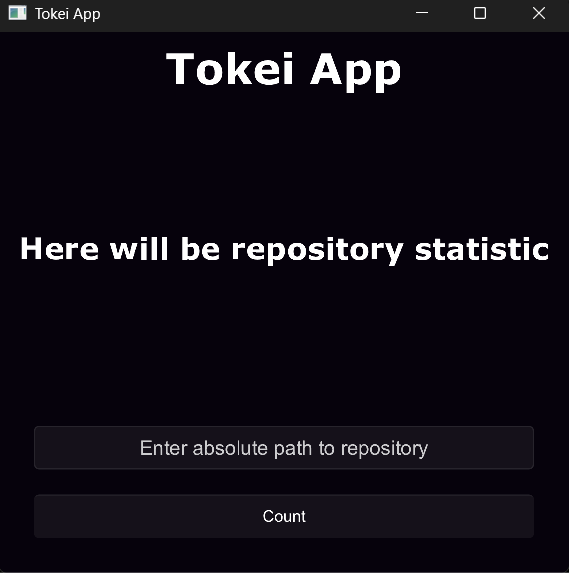 Tokei App
Tokei App
Here will be repository statistic
Enter absolute path to repository
Count